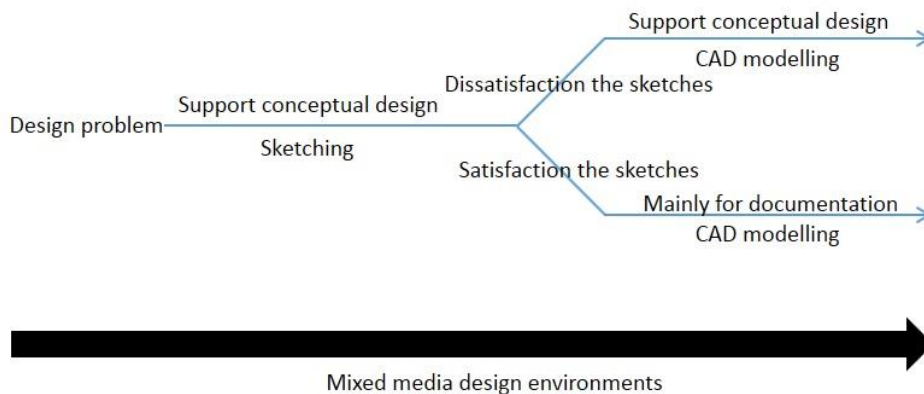 Support conceptual design
CAD modelling
Dissatisfaction the sketches
Support conceptual design
Design problem
Sketching
Satisfaction the sketches
Mainly for documentation
CAD modelling
Mixed media design environments